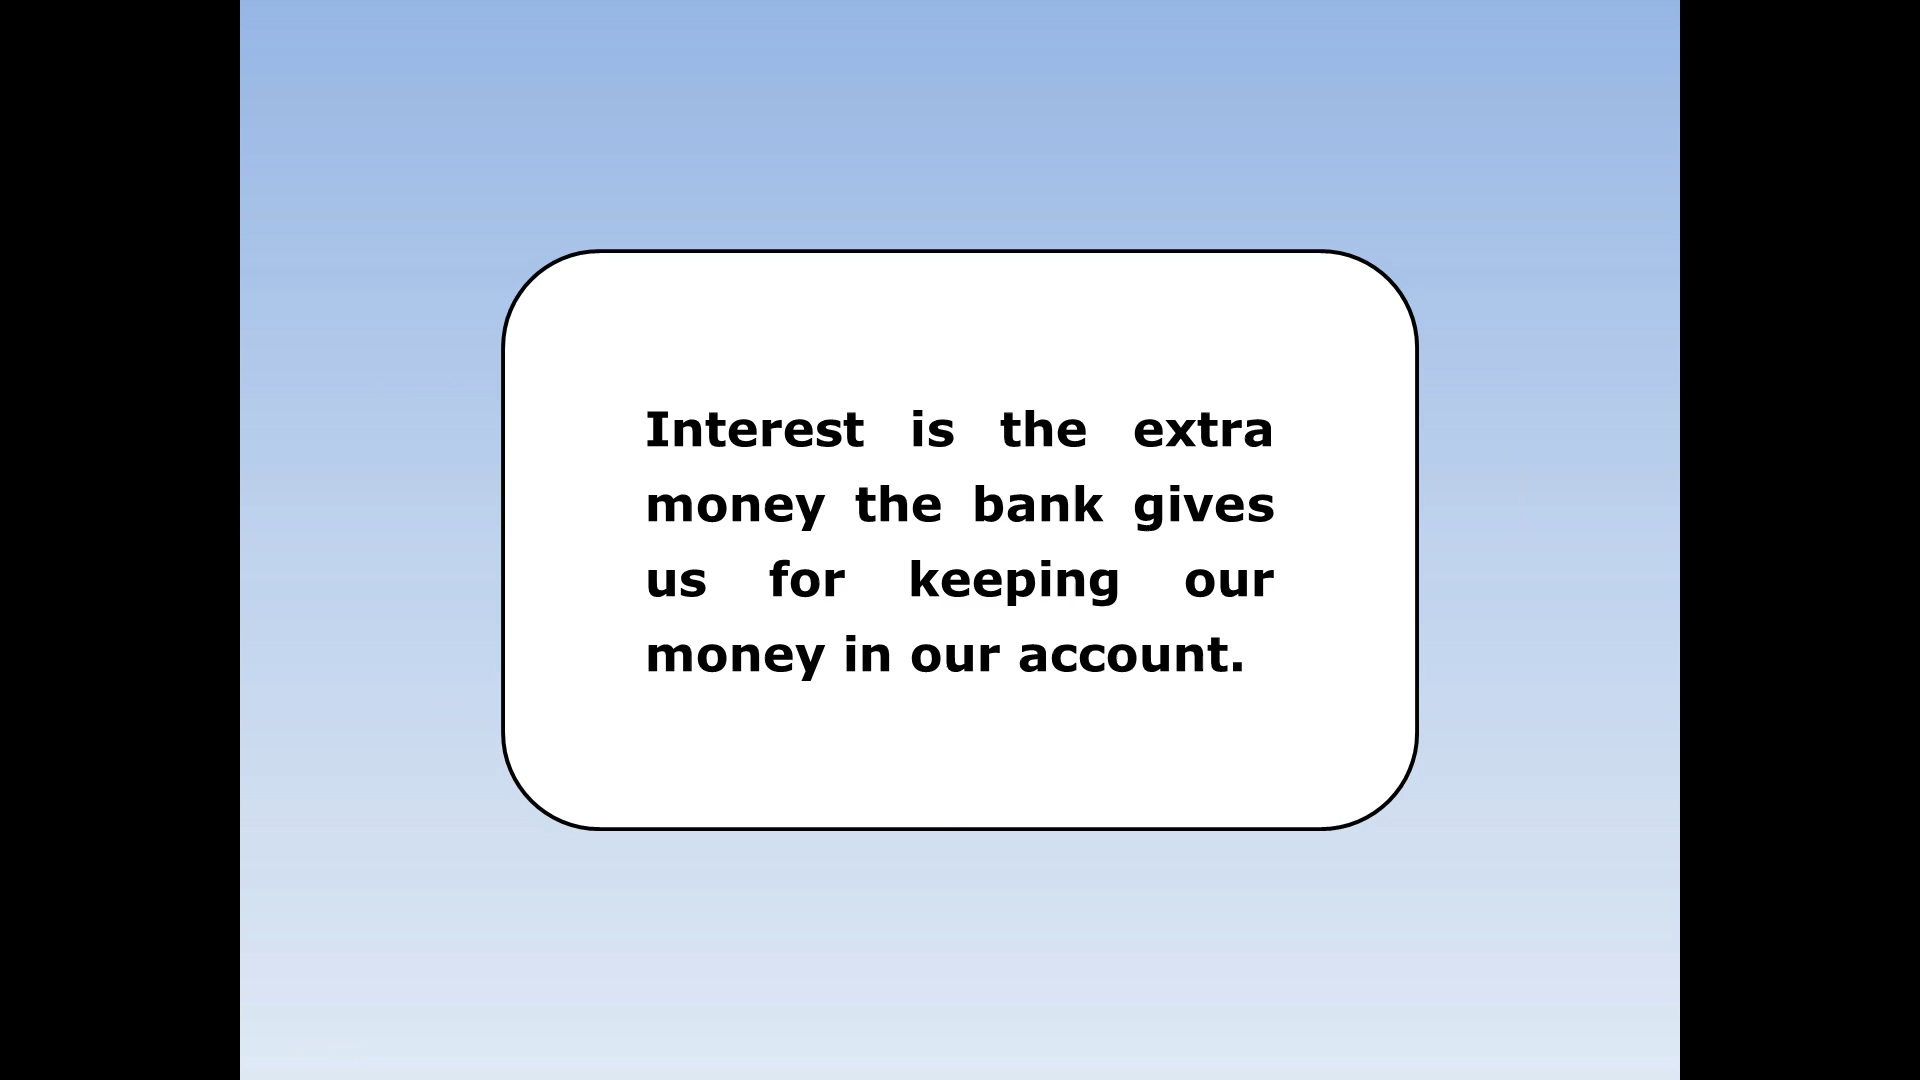 Interest is the extra
money the bank gives
us for keeping our
money in our account.